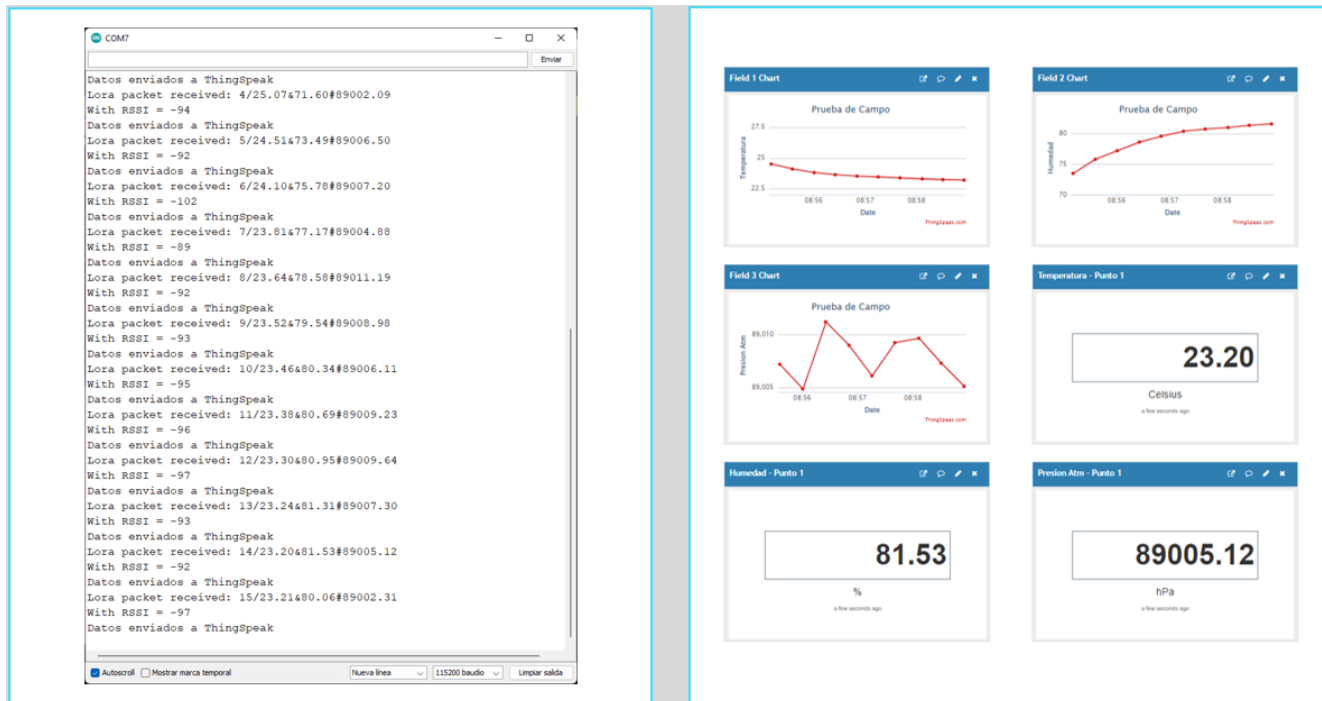 COM7
Enviar
Datos enviados a ThingSpeak
Lora packet received: 4/25.07&71.60#89002.09
With RSSI = -94
Datos enviados a ThingSpeak
Lora packet received: 5/24.51&73.49#89006.50
With RSSI = -92
Datos enviados a ThingSpeak
Lora packet received: 6/24.10&75.78#89007.20
With RSSI = -102
Datos enviados a ThingSpeak
Lora packet received: 7/23.81&77.17#89004.88
With RSSI = -89
Datos enviados a ThingSpeak
Lora packet received: 8/23.64&78.58#89011.19
With RSSI = -92
Datos enviados a ThingSpeak
Lora packet received: 9/23.52&79.54#89008.98
With RSSI = -93
Datos enviados a ThingSpeak
Lora packet received: 10/23.46&80.34#89006.11
With RSSI = -95
Datos enviados a ThingSpeak
Lora packet received: 11/23.38&80.69#89009.23
With RSSI = -96
Datos enviados a ThingSpeak
Lora packet received: 12/23.30&80.95#89009.64
With RSSI = -97
Datos enviados a ThingSpeak
Lora packet received: 13/23.24&81.31#89007.30
With RSSI = -93
Datos enviados a ThingSpeak
Lora packet received: 14/23.20&81.53#89005.12
With RSSI = -92
Datos enviados a ThingSpeak
Lora packet received: 15/23.21&80.06#89002.31
With RSSI = -97
Datos enviados a ThingSpeak
Autoscroll Mostrar marca temporal Nueva línea 115200 baudio Limpiar salida
Field 1 Chart
Prueba de Campo
Temperatura
27.5
25
22.5
08:56 08:57 08:58
Date
ThingSpeak.com
Field 2 Chart
Prueba de Campo
Humedad
80
75
70
08:56 08:57 08:58
Date
ThingSpeak.com
Field 3 Chart
Prueba de Campo
Presion Atm
89,010
89,005
08:56 08:57 08:58
Date
ThingSpeak.com
Temperatura - Punto 1
23.20
Celsius
a few seconds ago
Humedad - Punto 1
81.53
%
a few seconds ago
Presion Atm - Punto 1
89005.12
hPa
a few seconds ago